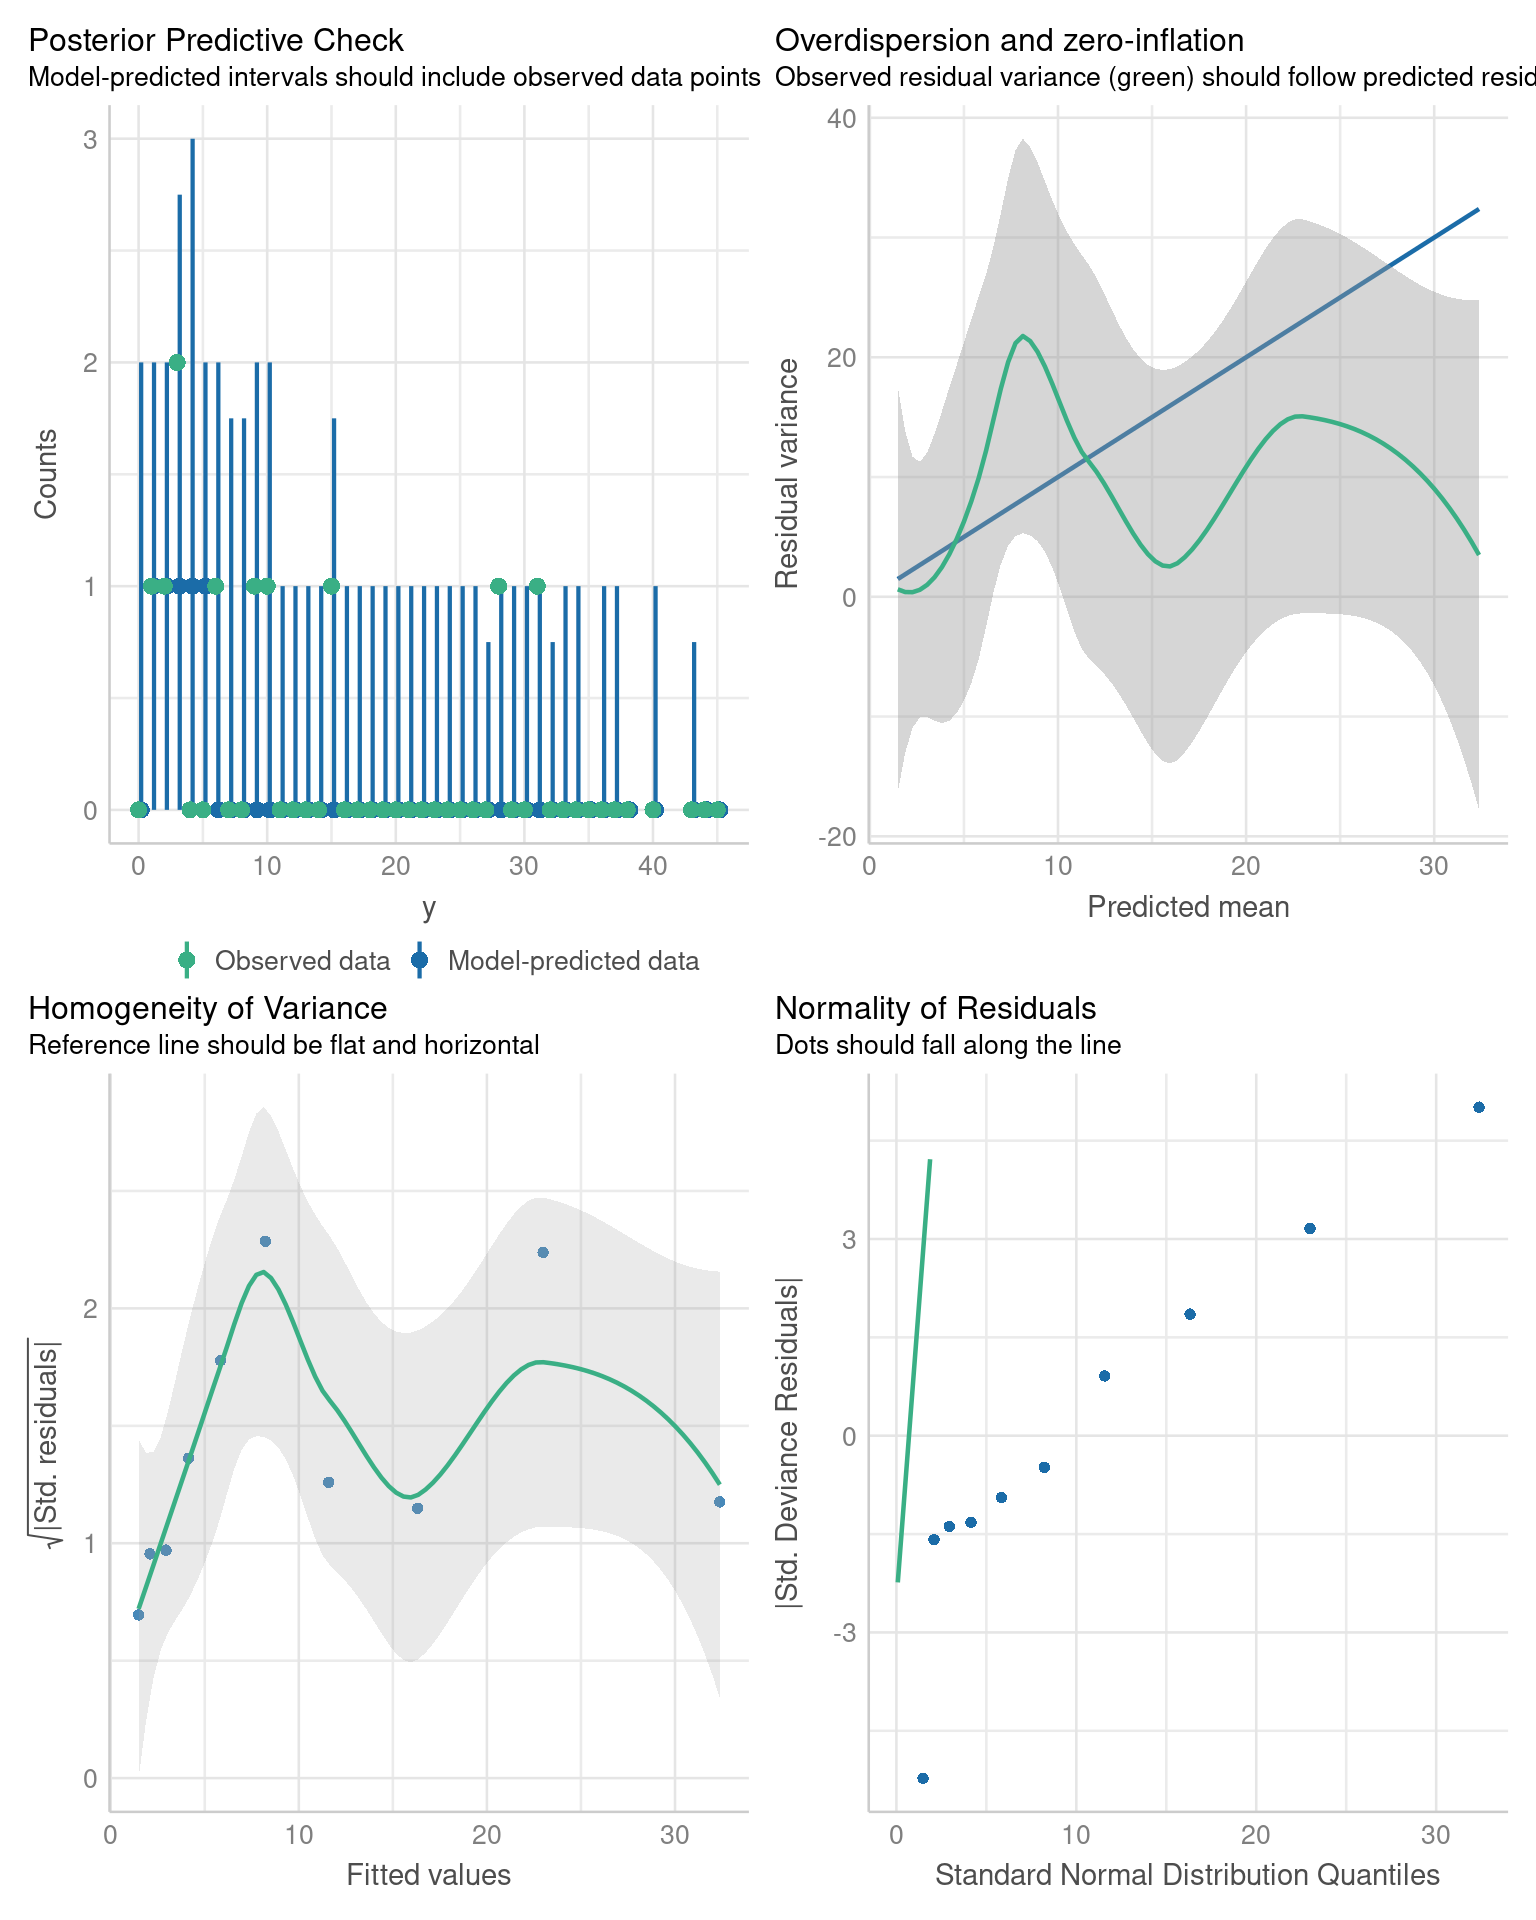 Posterior Predictive Check
Model-predicted intervals should include observed data points
3
2
1
0
Counts
0 10 20 30 40
y
Observed data Model-predicted data
Overdispersion and zero-inflation
Observed residual variance (green) should follow predicted resid
40
20
0
-20
Residual variance
0 10 20 30
Predicted mean
Homogeneity of Variance
Reference line should be flat and horizontal
2
1
0
√|Std. residuals|
0 10 20 30
Fitted values
Normality of Residuals
Dots should fall along the line
3
0
-3
|Std. Deviance Residuals|
0 10 20 30
Standard Normal Distribution Quantiles